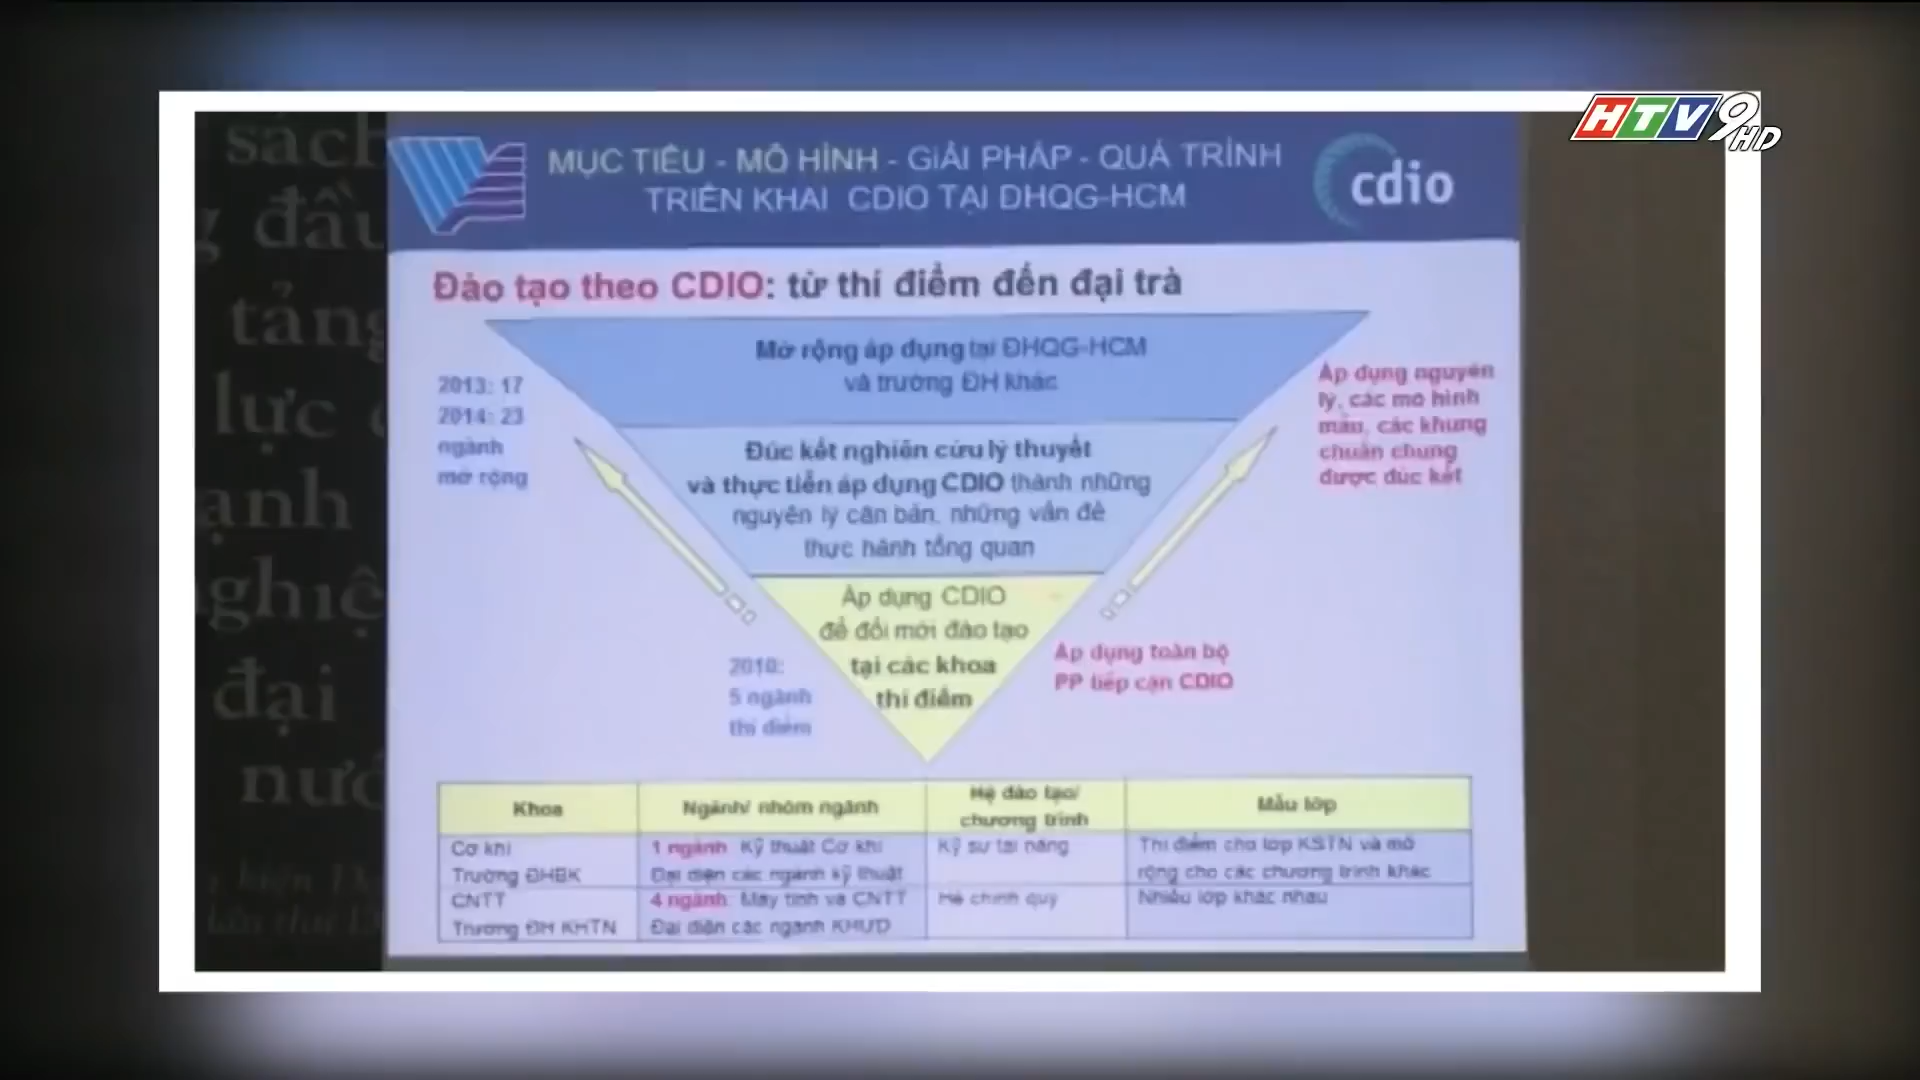 HTV9 HD
sách
đầu
tảng
lực
ạnh
nghiệ
đại
nướ
MỤC TIÊU - MÔ HÌNH - GIẢI PHÁP - QUÁ TRÌNH
TRIỂN KHAI CDIO TẠI ĐHQG-HCM
cdio
Đào tạo theo CDIO: từ thí điểm đến đại trà
Mở rộng áp dụng tại ĐHQG-HCM
và trường ĐH khác
2013: 17
2014: 23
ngành
mở rộng
Áp dụng nguyên
lý, các mô hình
mẫu, các khung
chuẩn chung
được đúc kết
Đúc kết nghiên cứu lý thuyết
và thực tiễn áp dụng CDIO thành những
nguyên lý căn bản, những vấn đề
thực hành tổng quan
Áp dụng CDIO
để đổi mới đào tạo
tại các khoa
thí điểm
2010:
5 ngành
thí điểm
Áp dụng toàn bộ
PP tiếp cận CDIO
Khoa Ngành/ nhóm ngành Hệ đào tạo/ chương trình Mẫu lớp
Cơ khí 1 ngành Kỹ thuật Cơ khí Kỹ sư tài năng Thí điểm cho lớp KSTN và mở
Trường ĐHBK Đại diện các ngành kỹ thuật rộng cho các chương trình khác
CNTT 4 ngành: Máy tính và CNTT Hệ chính quy Nhiều lớp khác nhau
Trường ĐH KHTN Đại diện các ngành KHƯD